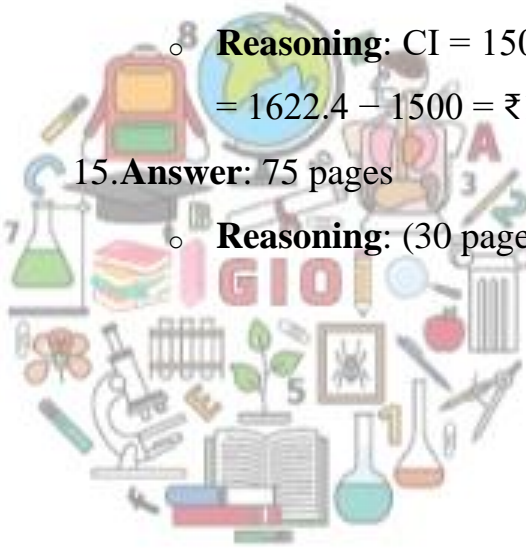 Reasoning: CI = 150
= 1622.4 − 1500 = ₹
15.Answer: 75 pages
Reasoning: (30 page
GIO